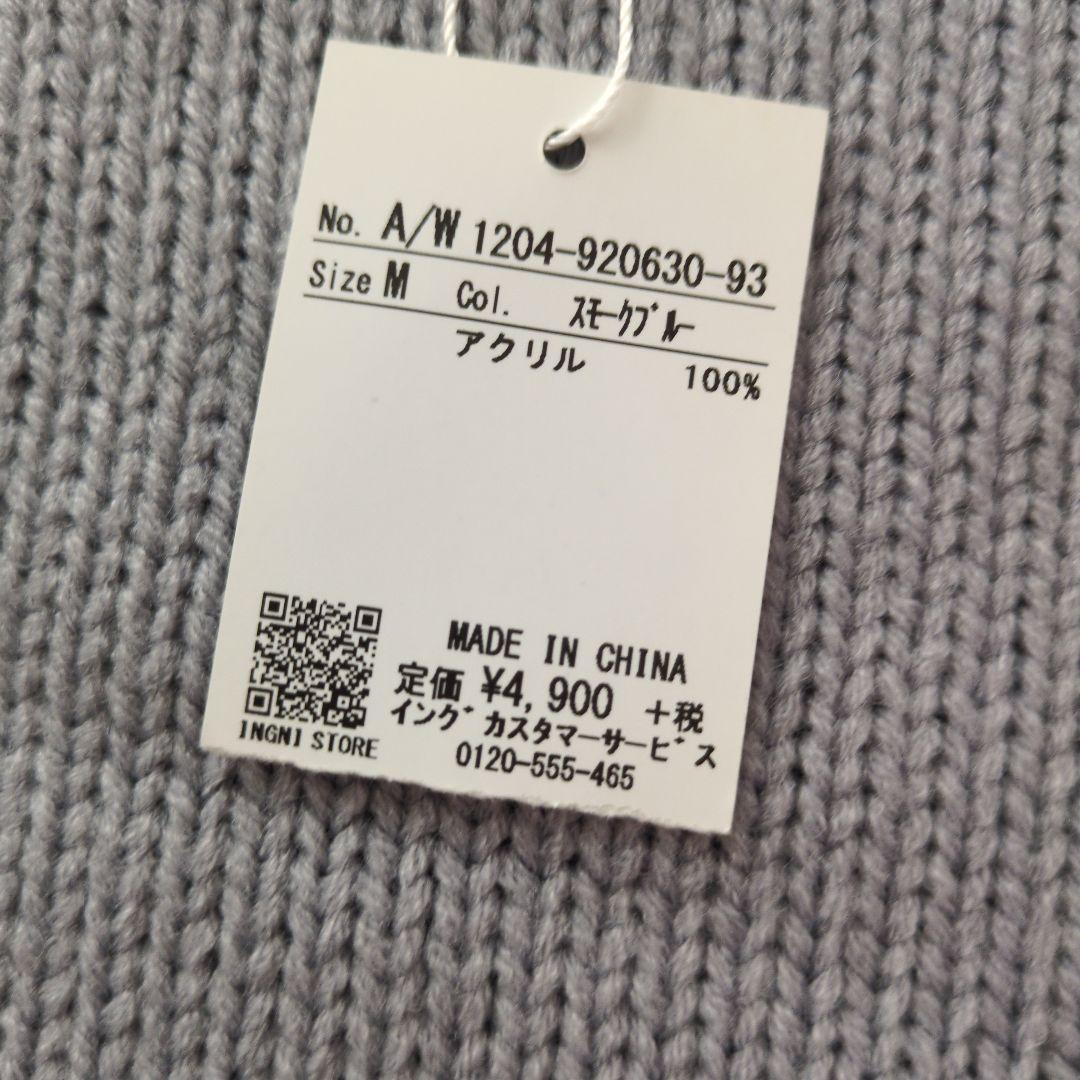 No. A/W 1204-920630-93
Size M Col. ｽﾓｰｸﾌﾞﾙｰ
アクリル 100%
MADE IN CHINA
定価 ¥4,900 +税
イングﾞカスタマーサービﾞス
0120-555-465
INGNI STORE